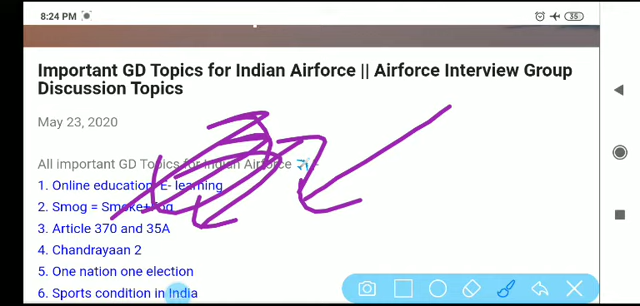 8:24 PM
35
Important GD Topics for Indian Airforce || Airforce Interview Group
Discussion Topics
May 23, 2020
All important GD Topics for Indian Airforce
1. Online education, E- learning
2. Smog = Smoke+fog
3. Article 370 and 35A
4. Chandrayaan 2
5. One nation one election
6. Sports condition in India